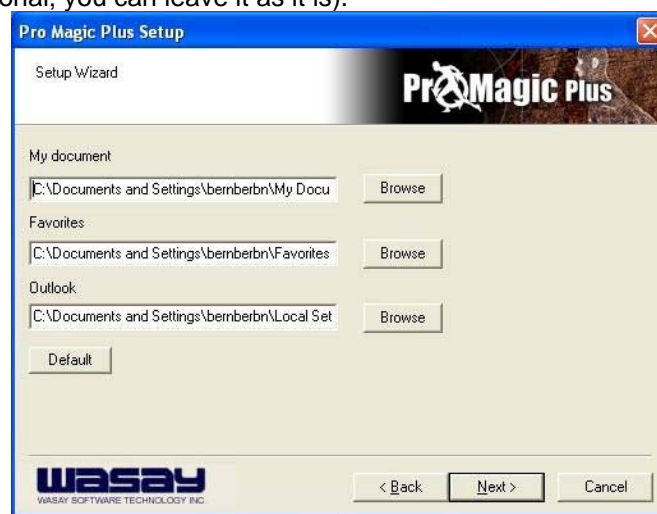 onal, you can leave it as it is).
Pro Magic Plus Setup
Setup Wizard
Pro Magic Plus
My document
C:\Documents and Settings\bernberbn\My Docu
Browse
Favorites
C:\Documents and Settings\bernberbn\Favorites
Browse
Outlook
C:\Documents and Settings\bernberbn\Local Set
Browse
Default
wasay
WASAY SOFTWARE TECHNOLOGY INC.
< Back
Next >
Cancel